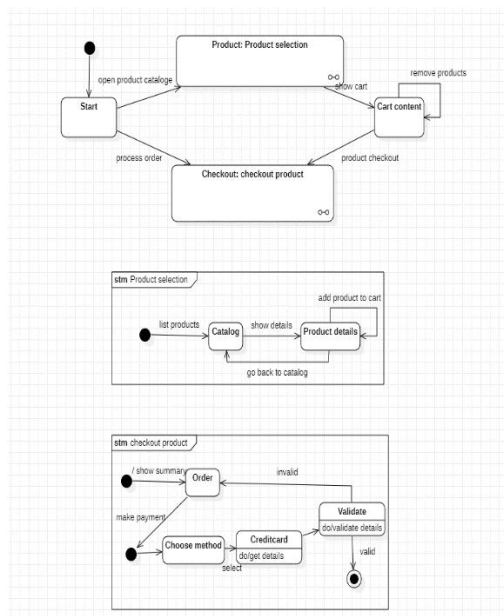 Product: Product selection
open product cataloge
show cart
remove products
Start
Cart content
process order
product checkout
Checkout: checkout product
stm Product selection
add product to cart
list products
show details
Catalog
Product details
go back to catalog
stm checkout product
/ show summary
invalid
Order
Validate
make payment
do/validate details
Choose method
Creditcard
valid
do/get details
select